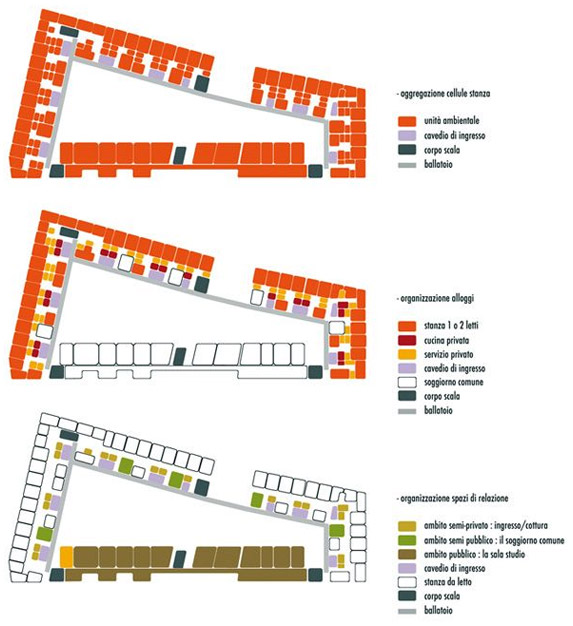 - aggregazione cellule stanza
unità ambientale
cavedio di ingresso
corpo scala
ballatoio
- organizzazione alloggi
stanza 1 o 2 letti
cucina privata
servizio privato
cavedio di ingresso
soggiorno comune
corpo scala
ballatoio
- organizzazione spazi di relazione
ambito semi-privato : ingresso/cottura
ambito semi pubblico : il soggiorno comune
ambito pubblico : la sala studio
cavedio di ingresso
stanza da letto
corpo scala
ballatoio